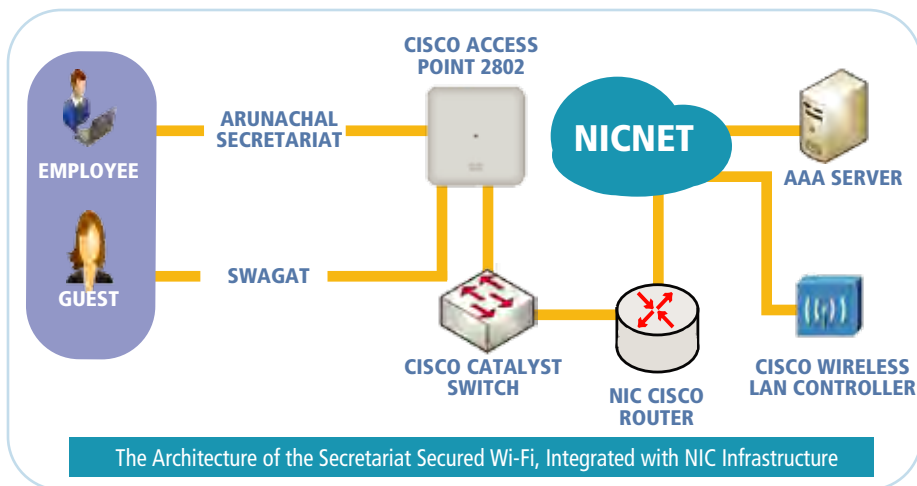 CISCO ACCESS
POINT 2802
ARUNACHAL
SECRETARIAT
EMPLOYEE
NICNET
AAA SERVER
SWAGAT
GUEST
CISCO CATALYST
SWITCH
NIC CISCO
ROUTER
CISCO WIRELESS
LAN CONTROLLER
The Architecture of the Secretariat Secured Wi-Fi, Integrated with NIC Infrastructure